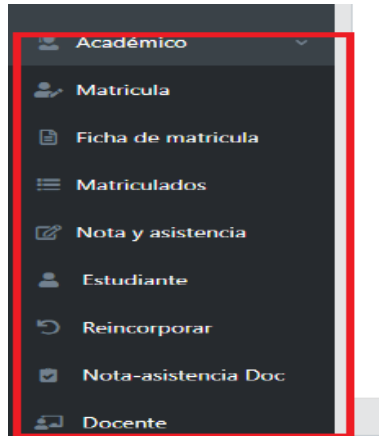 Académico
Matricula
Ficha de matricula
Matriculados
Nota y asistencia
Estudiante
Reincorporar
Nota-asistencia Doc
Docente